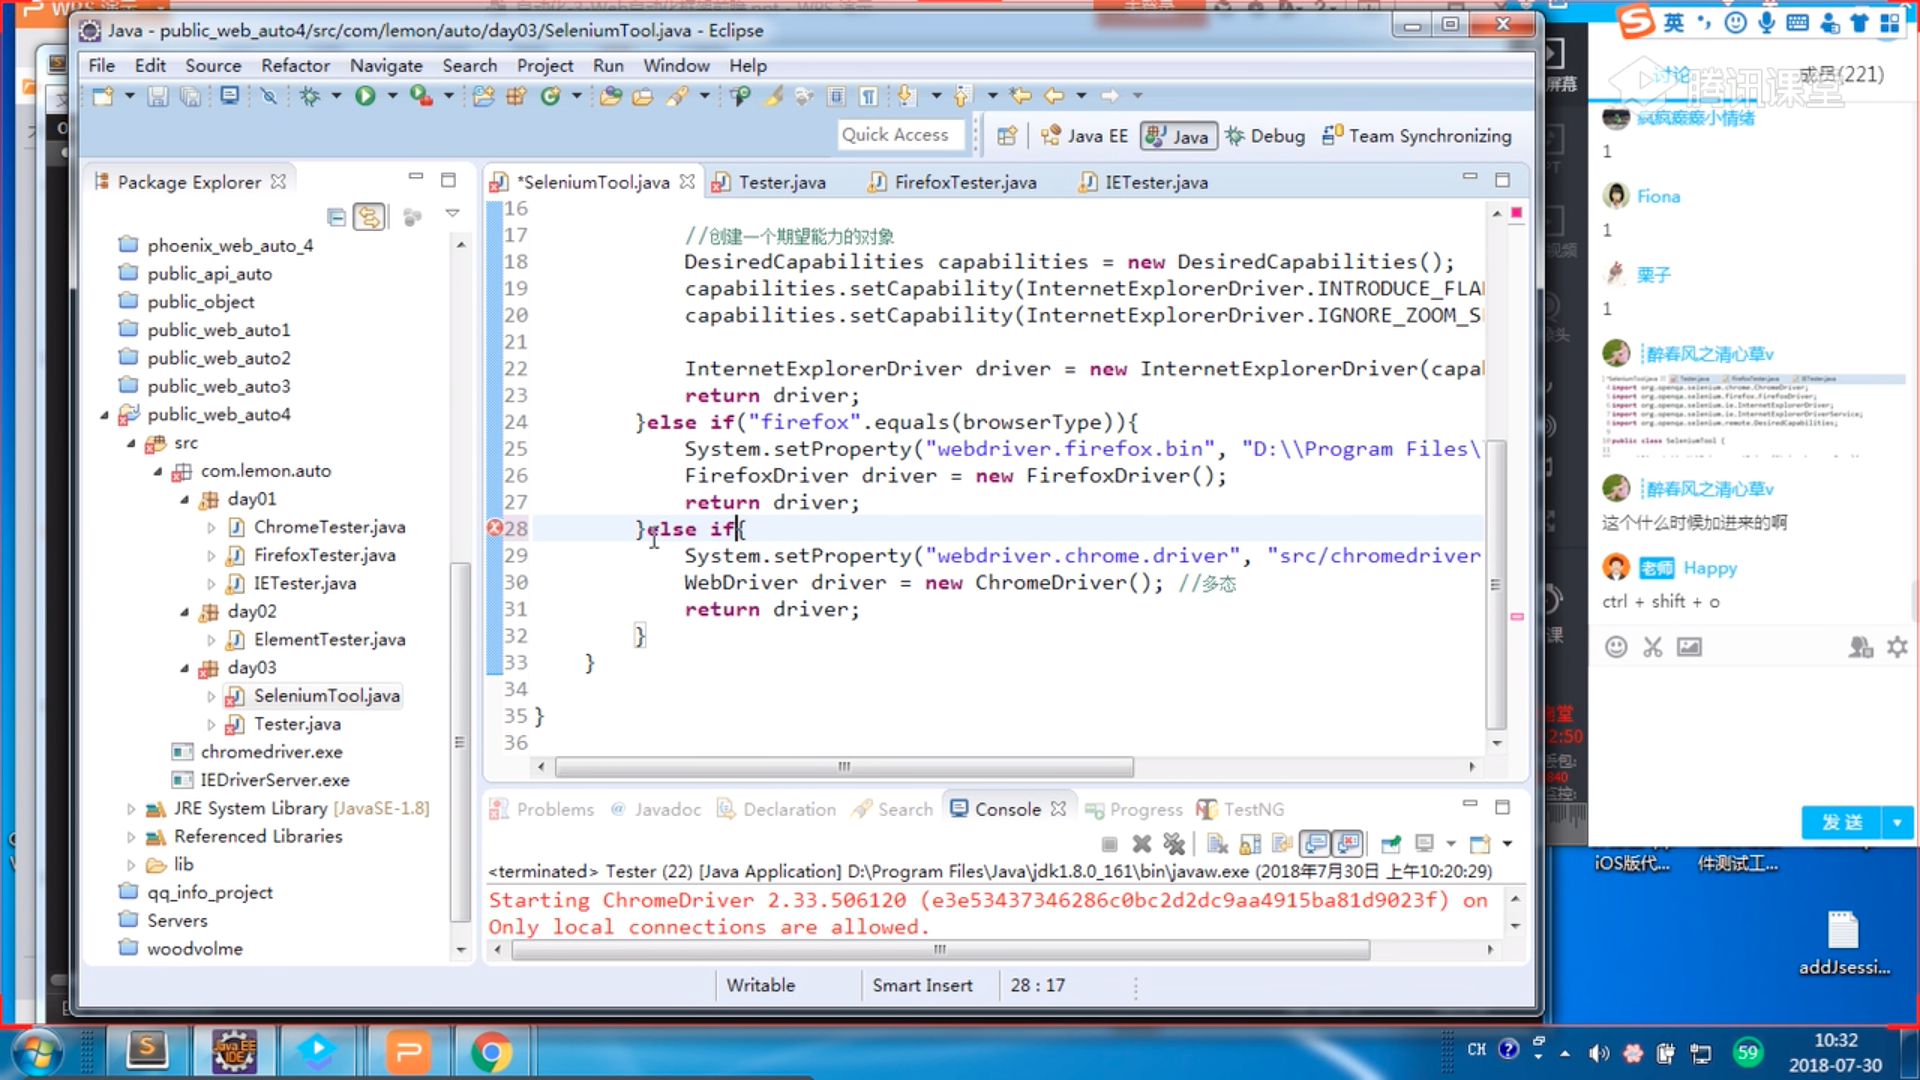 Java - public_web_auto4/src/com/lemon/auto/day03/SeleniumTool.java - Eclipse
File Edit Source Refactor Navigate Search Project Run Window Help
Quick Access
Java EE
Java
Debug
Team Synchronizing
Package Explorer
phoenix_web_auto_4
public_api_auto
public_object
public_web_auto1
public_web_auto2
public_web_auto3
public_web_auto4
src
com.lemon.auto
day01
ChromeTester.java
FirefoxTester.java
IETester.java
day02
ElementTester.java
day03
SeleniumTool.java
Tester.java
chromedriver.exe
IEDriverServer.exe
JRE System Library [JavaSE-1.8]
Referenced Libraries
lib
qq_info_project
Servers
woodvolme
*SeleniumTool.java
Tester.java
FirefoxTester.java
IETester.java
16
17 //创建一个期望能力的对象
18 DesiredCapabilities capabilities = new DesiredCapabilities();
19 capabilities.setCapability(InternetExplorerDriver.INTRODUCE_FLA
20 capabilities.setCapability(InternetExplorerDriver.IGNORE_ZOOM_S
21
22 InternetExplorerDriver driver = new InternetExplorerDriver(capa
23 return driver;
24 }else if("firefox".equals(browserType)){
25 System.setProperty("webdriver.firefox.bin", "D:\\Program Files\
26 FirefoxDriver driver = new FirefoxDriver();
27 return driver;
28 }else if{
29 System.setProperty("webdriver.chrome.driver", "src/chromedriver
30 WebDriver driver = new ChromeDriver(); //多态
31 return driver;
32 }
33 }
34
35 }
36
Problems
Javadoc
Declaration
Search
Console
Progress
TestNG
<terminated> Tester (22) [Java Application] D:\Program Files\Java\jdk1.8.0_161\bin\javaw.exe (2018年7月30日 上午10:20:29)
Starting ChromeDriver 2.33.506120 (e3e53437346286c0bc2d2dc9aa4915ba81d9023f) on
Only local connections are allowed.
Writable
Smart Insert
28 : 17
英
讨论
成员(221)
腾讯课堂
疯疯癫癫小情绪
1
Fiona
1
栗子
1
醉春风之清心草v
醉春风之清心草v
这个什么时候加进来的啊
老师 Happy
ctrl + shift + o
发送
iOS版代...
件测试工...
addJsessi...
CH
59
10:32
2018-07-30